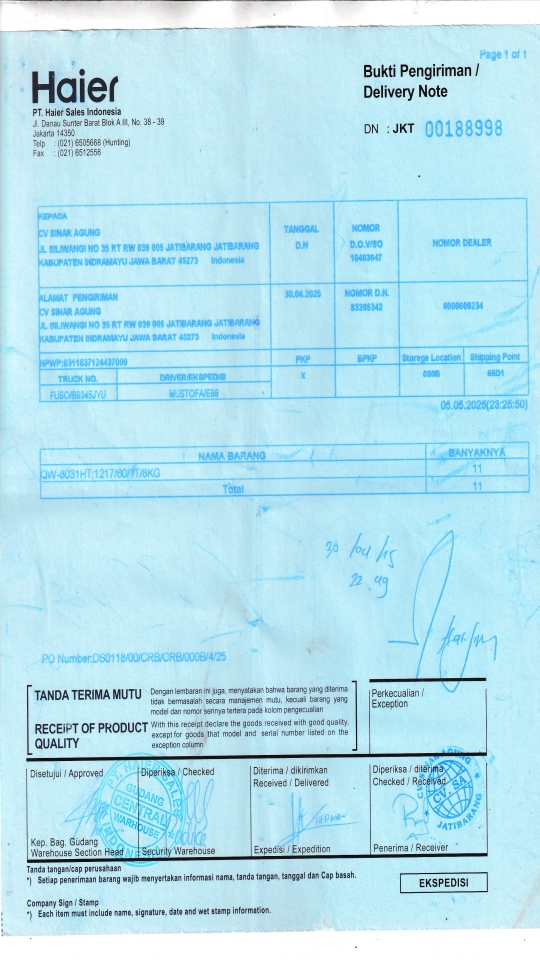 Page 1 of 1
Haier
Bukti Pengiriman /
Delivery Note
PT. Haier Sales Indonesia
Jl. Danau Sunter Barat Blok A III, No. 38 - 39
Jakarta 14350
Telp : (021) 6505668 (Hunting)
Fax : (021) 6512556
DN : JKT 00188998
KEPADA
CV SINAR AGUNG
JL SILIWANGI NO 35 RT RW 039 005 JATIBARANG JATIBARANG
KABUPATEN INDRAMAYU JAWA BARAT 45273 Indonesia
TANGGAL
D.N
NOMOR
D.O.V/SO
10493647
NOMOR DEALER
ALAMAT PENGIRIMAN
CV SINAR AGUNG
JL SILIWANGI NO 35 RT RW 039 005 JATIBARANG JATIBARANG
KABUPATEN INDRAMAYU JAWA BARAT 45273 Indonesia
30.04.2025
NOMOR D.N.
83395342
6000609234
NPWP:0311837124437000
PKP
BPKP
Storege Location
Shipping Point
TRUCK NO.
DRIVER/EKSPEDISI
X
000B
65D1
FUSO/B9345JYU
MUSTOFA/E86
05.05.2025(23:25:50)
NAMA BARANG
BANYAKNYA
QW-8031HT:1217/60/7T/8KG
11
Total
11
30/04/25
22.49
PO Number:DS0118/00/CRB/CRB/000B/4/25
TANDA TERIMA MUTU
Dengan lembaran ini juga, menyatakan bahwa barang yang diterima
tidak bermasalah secara manajemen mutu, kecuali barang yang
model dan nomor serinya tertera pada kolom pengecualian
RECEIPT OF PRODUCT
QUALITY
With this receipt declare the goods received with good quality,
except for goods that model and serial number listed on the
exception column
Perkecualian /
Exception
Disetujui / Approved
Diperiksa / Checked
Diterima / dikirimkan
Received / Delivered
Diperiksa / diterima
Checked / Received
GUDANG
CENTRAL
WAREHOUSE
CV. SA
JATIBARANG
Kep. Bag. Gudang
Warehouse Section Head
Security Warehouse
Expedisi / Expedition
Penerima / Receiver
Tanda tangan/cap perusahaan
*) Setiap penerimaan barang wajib menyertakan informasi nama, tanda tangan, tanggal dan Cap basah.
EKSPEDISI
Company Sign / Stamp
*) Each item must include name, signature, date and wet stamp information.